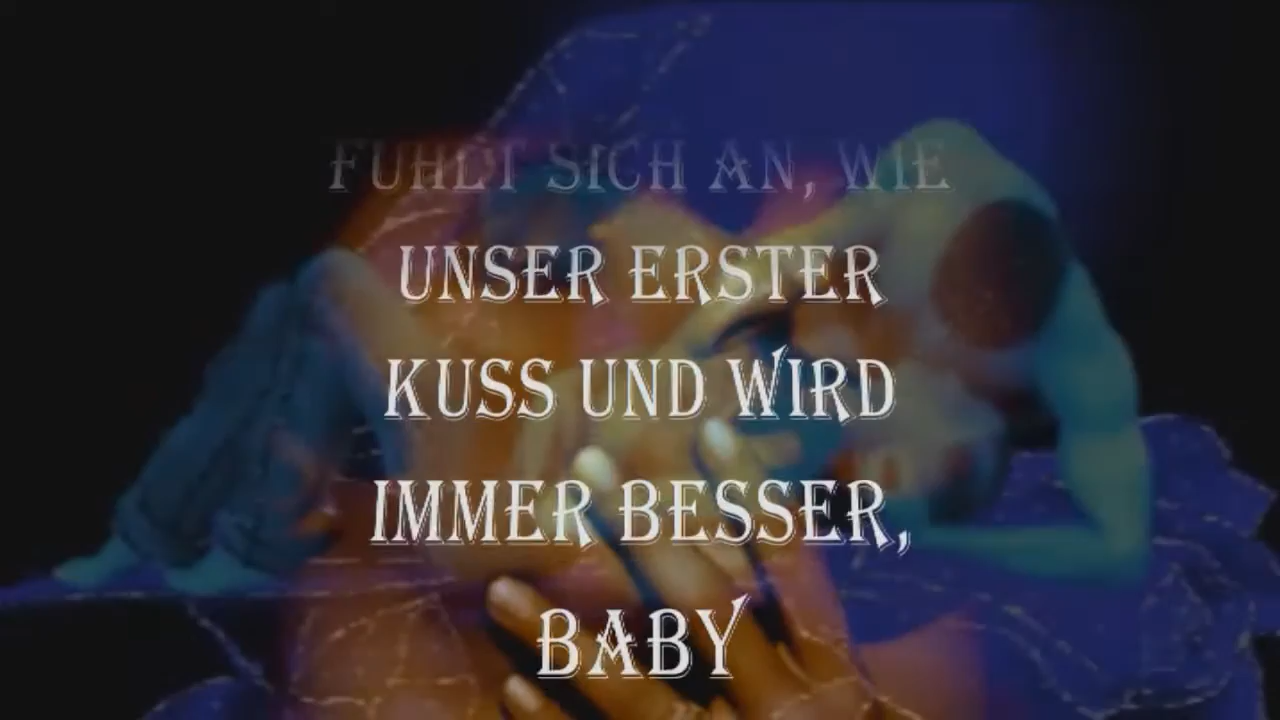 FÜHLT SICH AN, WIE
UNSER ERSTER
KUSS UND WIRD
IMMER BESSER,
BABY